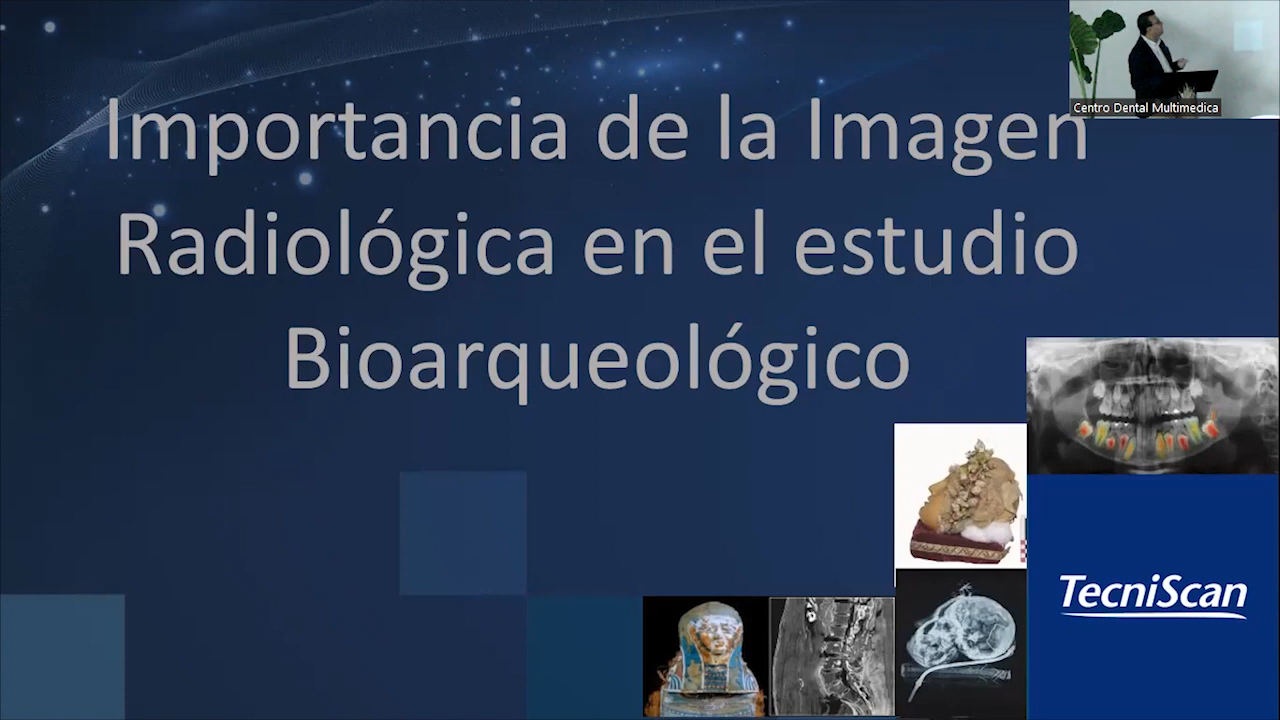 Centro Dental Multimedica
Importancia de la Imagen
Radiológica en el estudio
Bioarqueológico
TecniScan